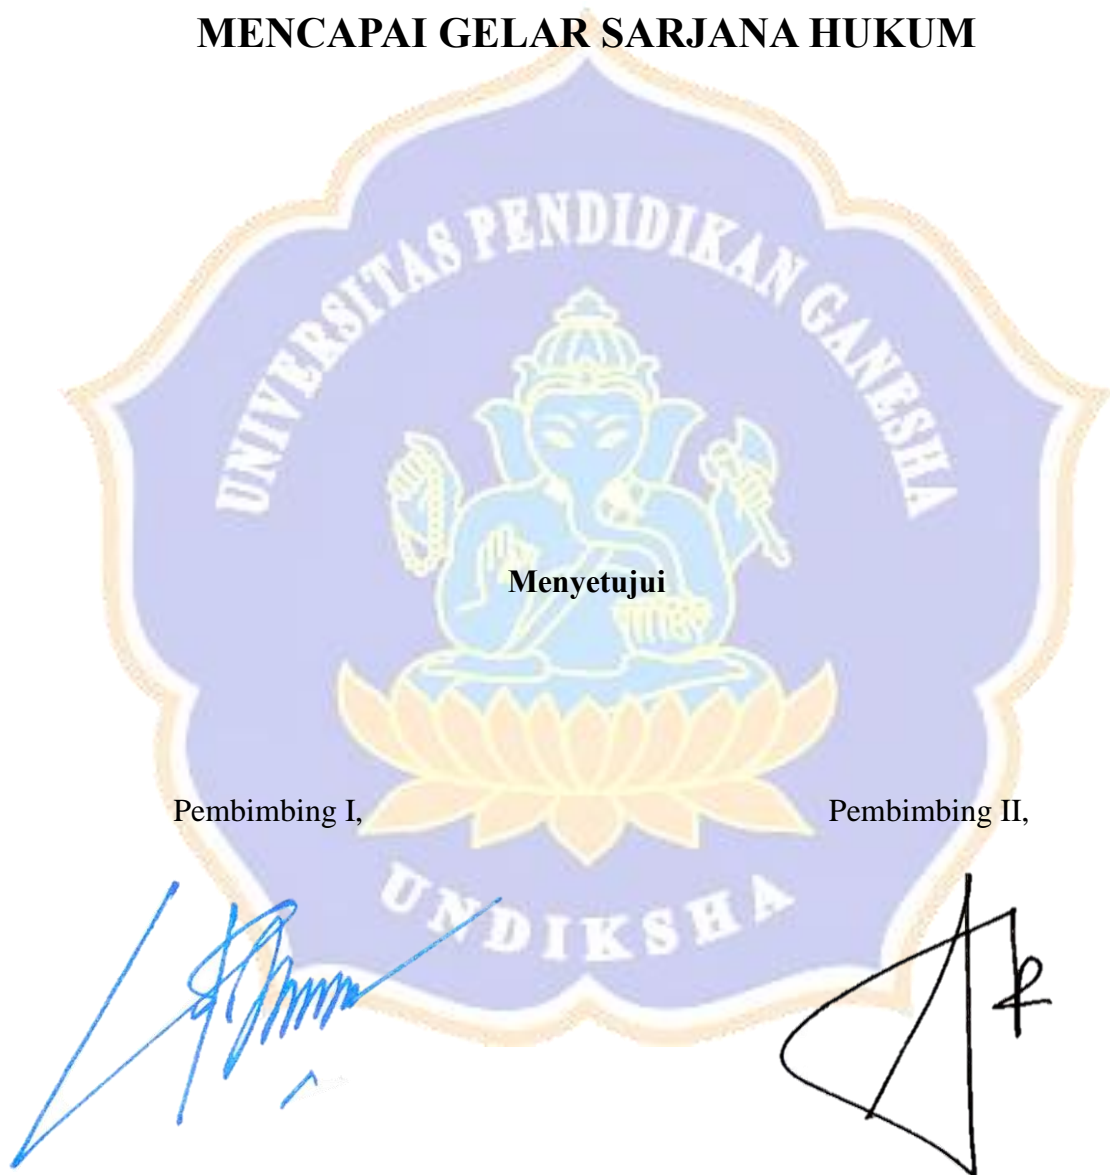 MENCAPAI GELAR SARJANA HUKUM
UNIVERSITAS PENDIDIKAN GANESHA
Menyetujui
Pembimbing I, Pembimbing II,
UNDIKSHA